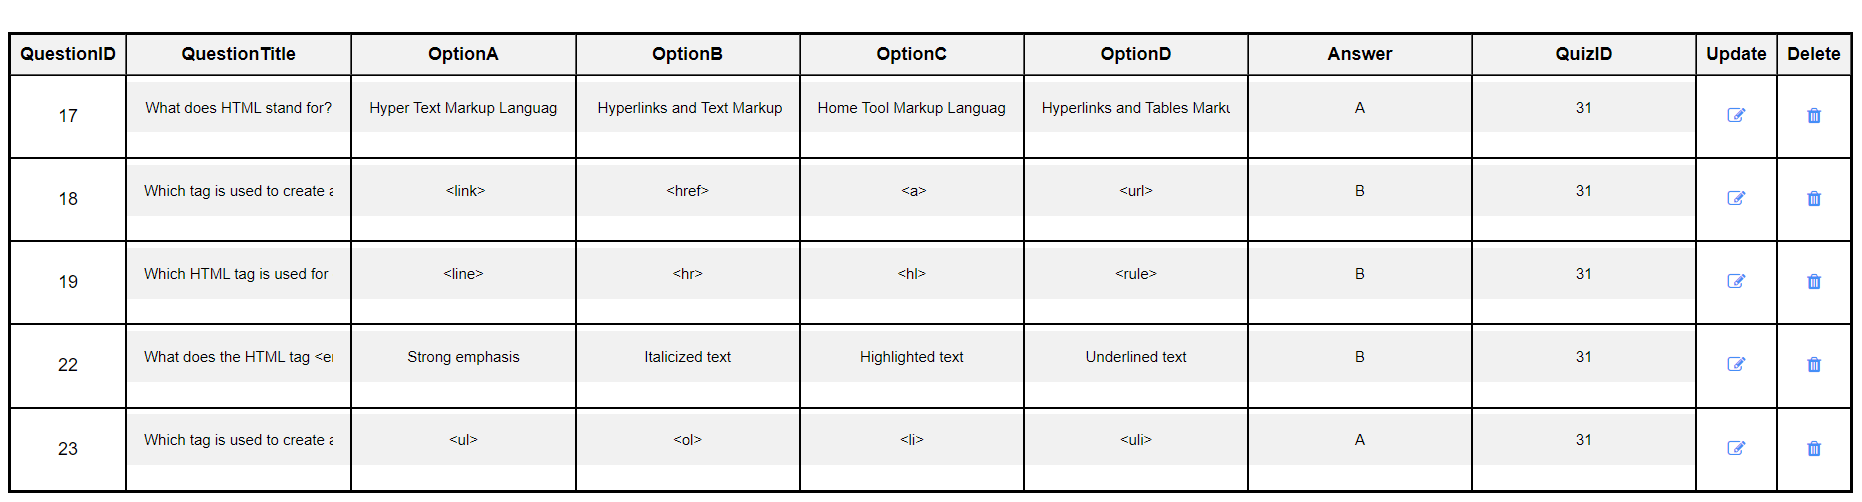 QuestionID QuestionTitle OptionA OptionB OptionC OptionD Answer QuizID Update Delete
17 What does HTML stand for? Hyper Text Markup Languag Hyperlinks and Text Markup Home Tool Markup Languag Hyperlinks and Tables Marku A 31
18 Which tag is used to create a <link> <href> <a> <url> B 31
19 Which HTML tag is used for <line> <hr> <hl> <rule> B 31
22 What does the HTML tag <em Strong emphasis Italicized text Highlighted text Underlined text B 31
23 Which tag is used to create a <ul> <ol> <li> <uli> A 31